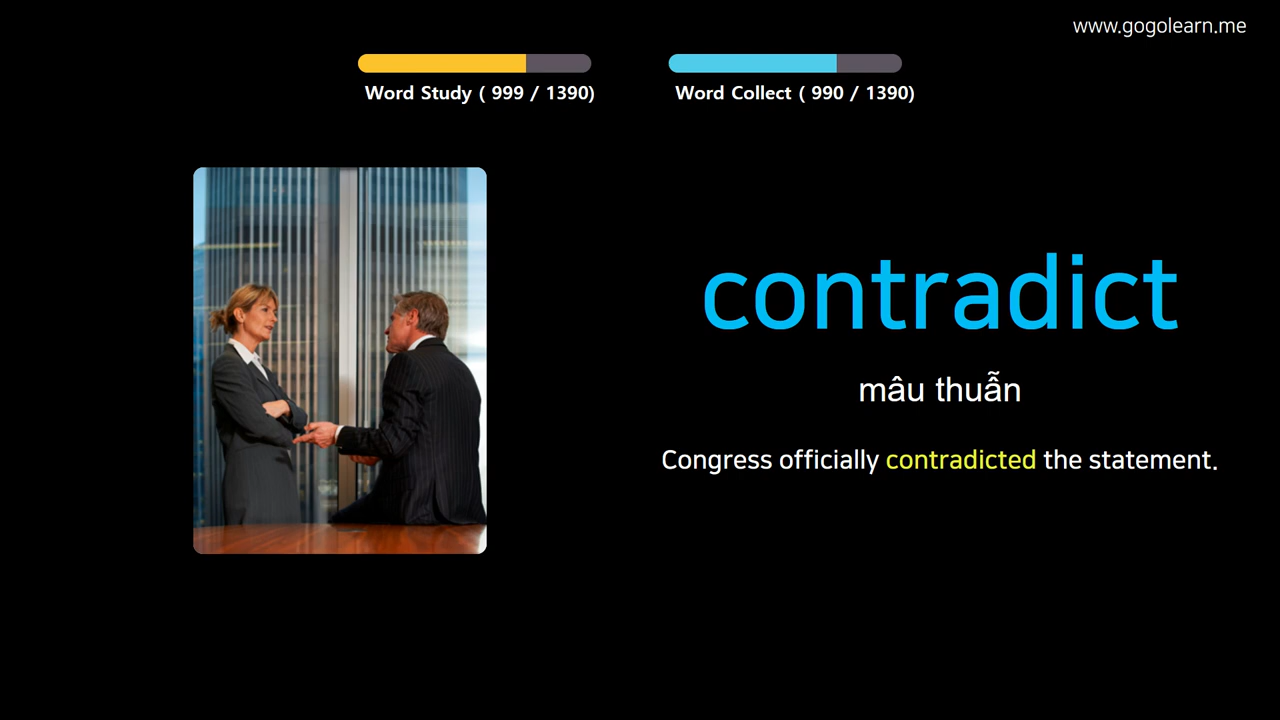 www.gogolearn.me
Word Study ( 999 / 1390)
Word Collect ( 990 / 1390)
contradict
mâu thuẫn
Congress officially contradicted the statement.